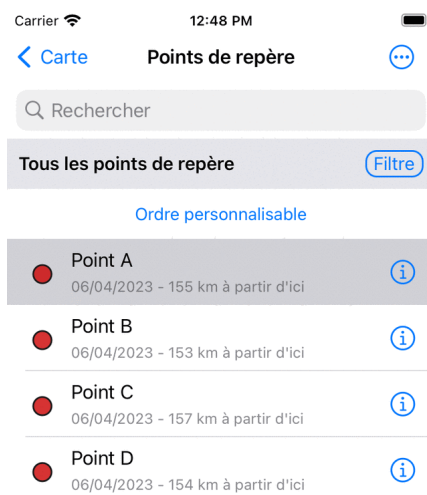 Carrier 12:48 PM
Carte Points de repère
Rechercher
Tous les points de repère Filtre
Ordre personnalisable
Point A
06/04/2023 - 155 km à partir d'ici
Point B
06/04/2023 - 153 km à partir d'ici
Point C
06/04/2023 - 157 km à partir d'ici
Point D
06/04/2023 - 154 km à partir d'ici